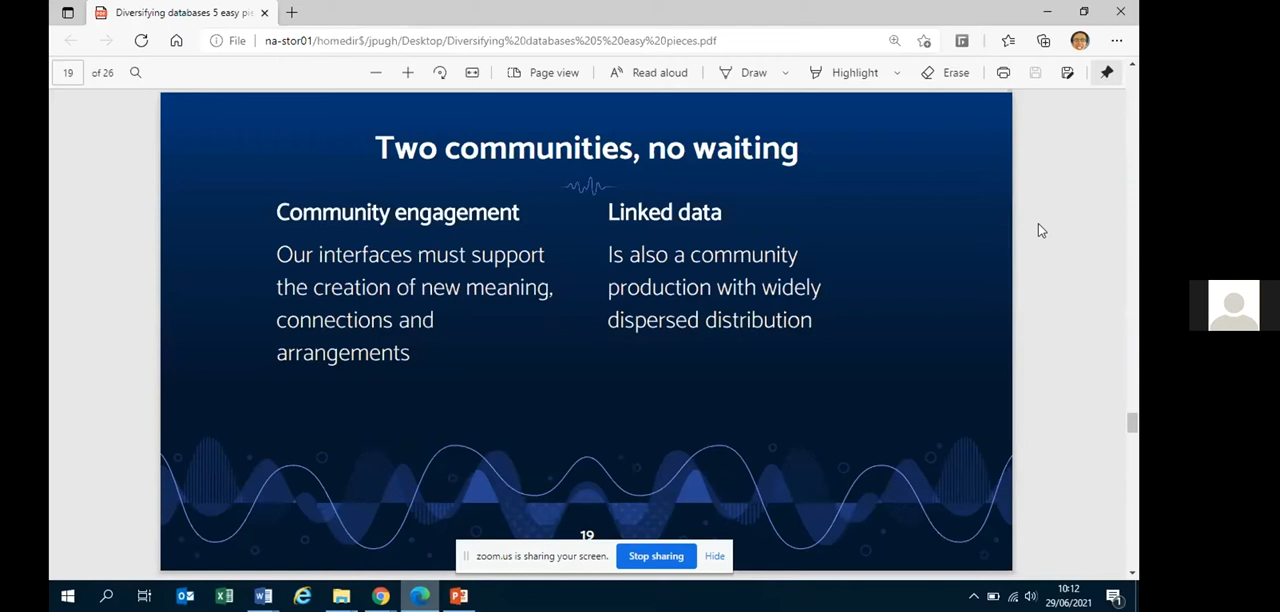 Diversifying databases 5 easy pie
File
na-stor01/homedir$/jpugh/Desktop/Diversifying%20databases%205%20easy%20pieces.pdf
19
of 26
Page view
Read aloud
Draw
Highlight
Erase
Two communities, no waiting
Community engagement
Our interfaces must support
the creation of new meaning,
connections and
arrangements
Linked data
Is also a community
production with widely
dispersed distribution
19
zoom.us is sharing your screen.
Stop sharing
Hide
10:12
29/06/2021
1